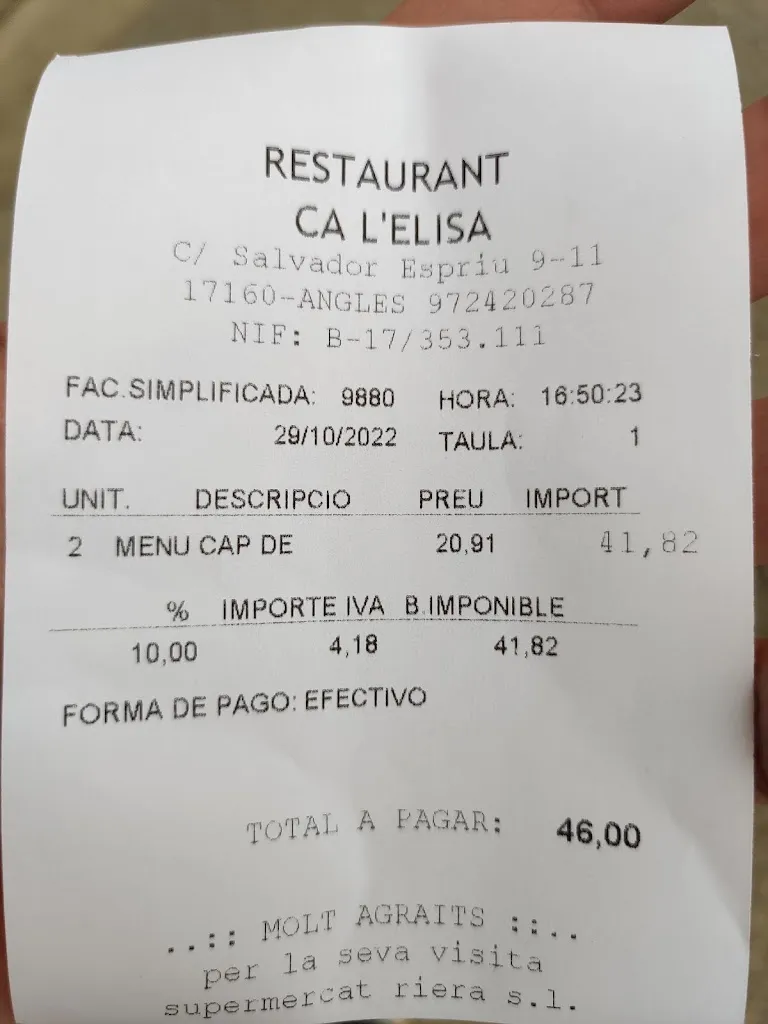 RESTAURANT
CA L'ELISA
C/ Salvador Espriu 9-11
17160-ANGLES 972420287
NIF: B-17/353.111
FAC.SIMPLIFICADA: 9880 HORA: 16:50:23
DATA: 29/10/2022 TAULA: 1
UNIT. DESCRIPCIO PREU IMPORT
2 MENU CAP DE 20,91 41,82
% IMPORTE IVA B.IMPONIBLE
10,00 4,18 41,82
FORMA DE PAGO: EFECTIVO
TOTAL A PAGAR: 46,00
..:: MOLT AGRAITS ::..
per la seva visita
supermercat riera s.l.